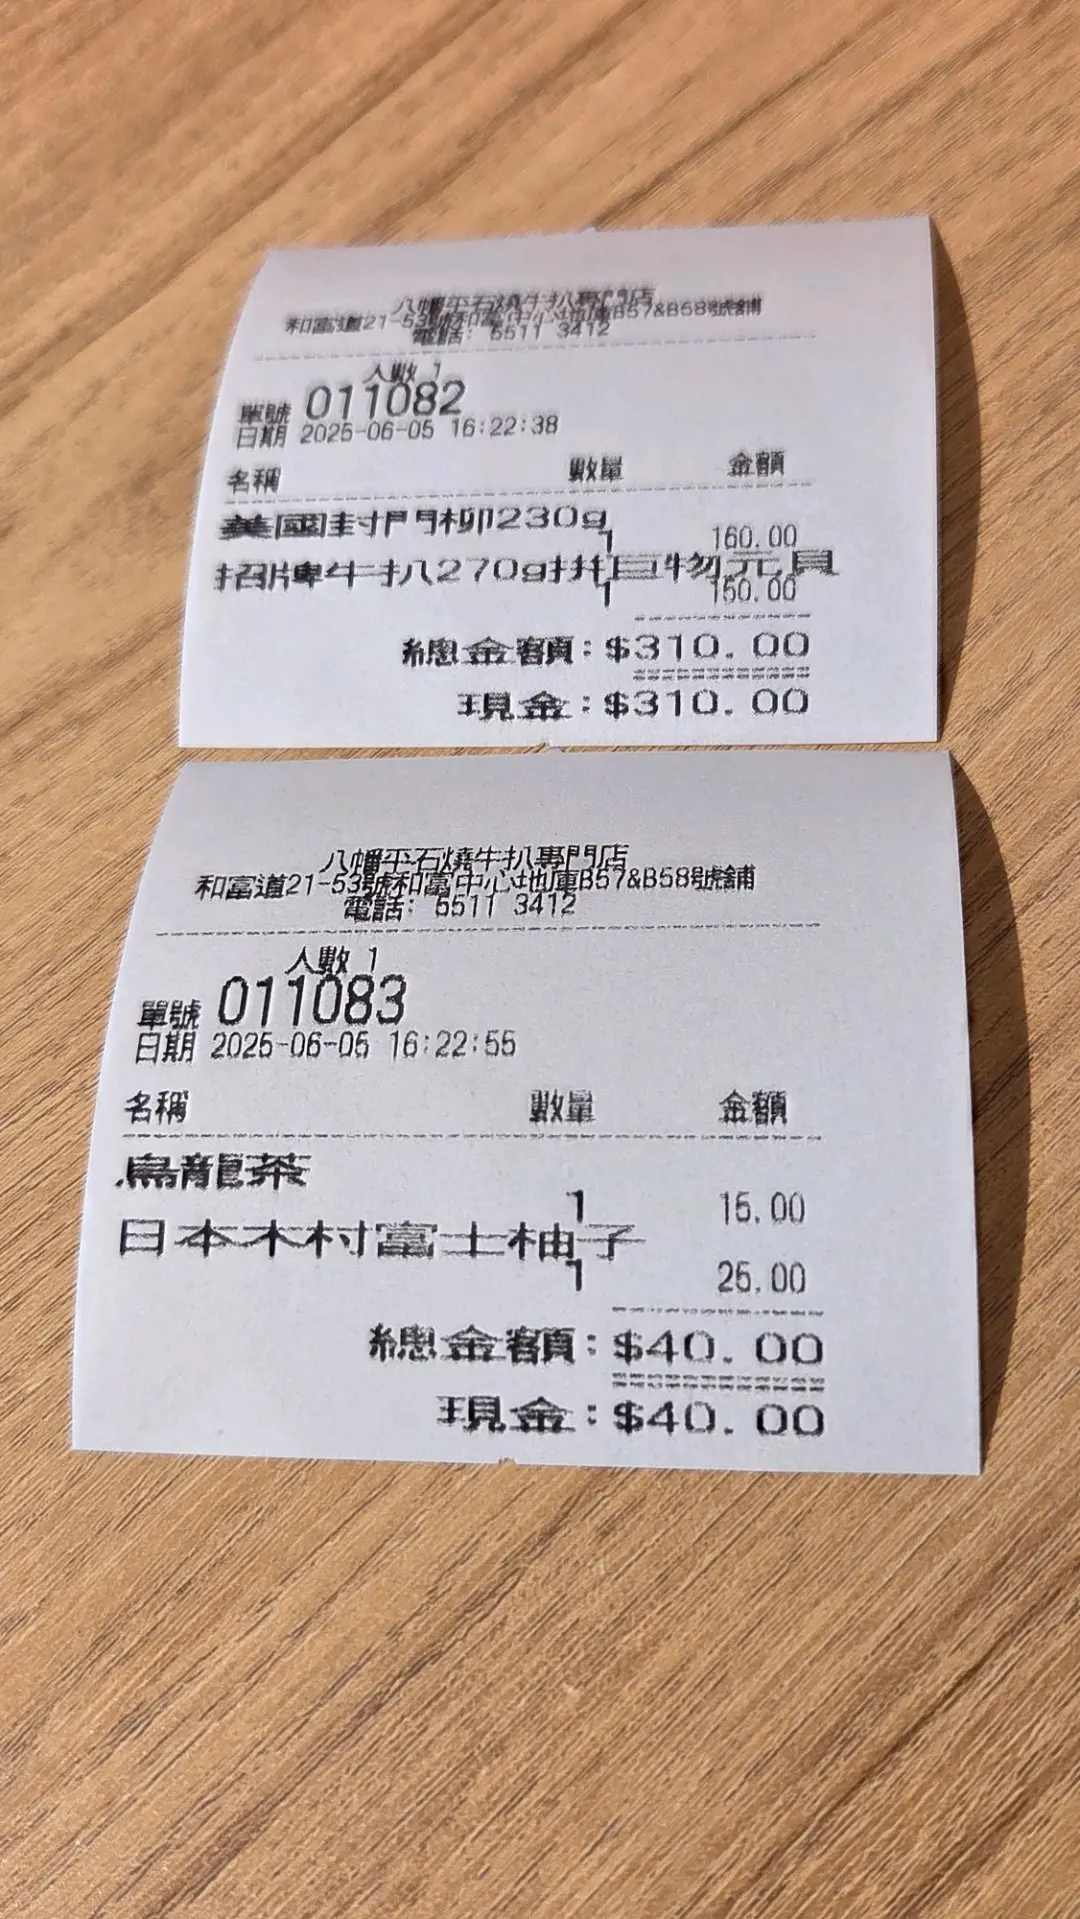 八幡平石燒牛扒專門店
和富道21-53號和富中心地庫B57&B58號舖
電話: 5511 3412
人數 1
單號 011082
日期 2025-06-05 16:22:38
名稱 數量 金額
美國封門柳230g
1 160.00
招牌牛扒270g拼巨物元貝
1 150.00
總金額:$310.00
現金:$310.00
八幡平石燒牛扒專門店
和富道21-53號和富中心地庫B57&B58號舖
電話: 5511 3412
人數 1
單號 011083
日期 2025-06-05 16:22:55
名稱 數量 金額
烏龍茶
1 15.00
日本木村富士柚子
1 25.00
總金額:$40.00
現金:$40.00